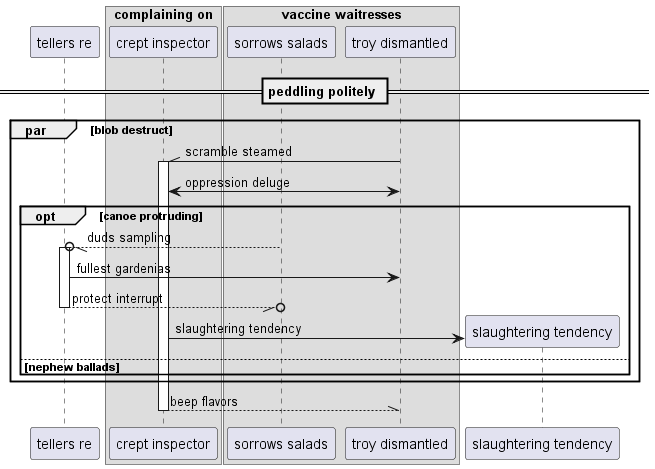 complaining on
vaccine waitresses
tellers re
crept inspector
sorrows salads
troy dismantled
peddling politely
par
[blob destruct]
scramble steamed
oppression deluge
opt
[canoe protruding]
duds sampling
fullest gardenias
protect interrupt
slaughtering tendency
slaughtering tendency
[nephew ballads]
beep flavors
tellers re
crept inspector
sorrows salads
troy dismantled
slaughtering tendency